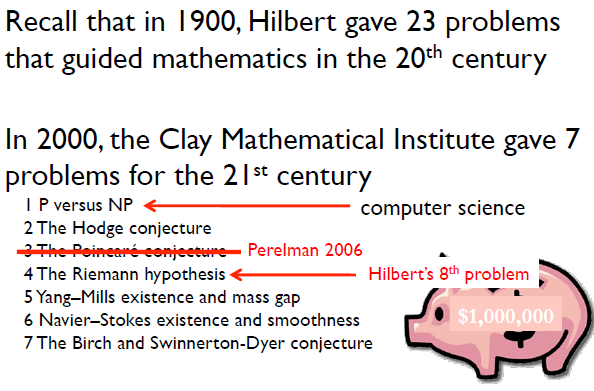 Recall that in 1900, Hilbert gave 23 problems
that guided mathematics in the 20th century
In 2000, the Clay Mathematical Institute gave 7
problems for the 21st century
1 P versus NP
computer science
2 The Hodge conjecture
3 The Poincaré conjecture
Perelman 2006
4 The Riemann hypothesis
Hilbert's 8th problem
5 Yang–Mills existence and mass gap
$1,000,000
6 Navier–Stokes existence and smoothness
7 The Birch and Swinnerton-Dyer conjecture